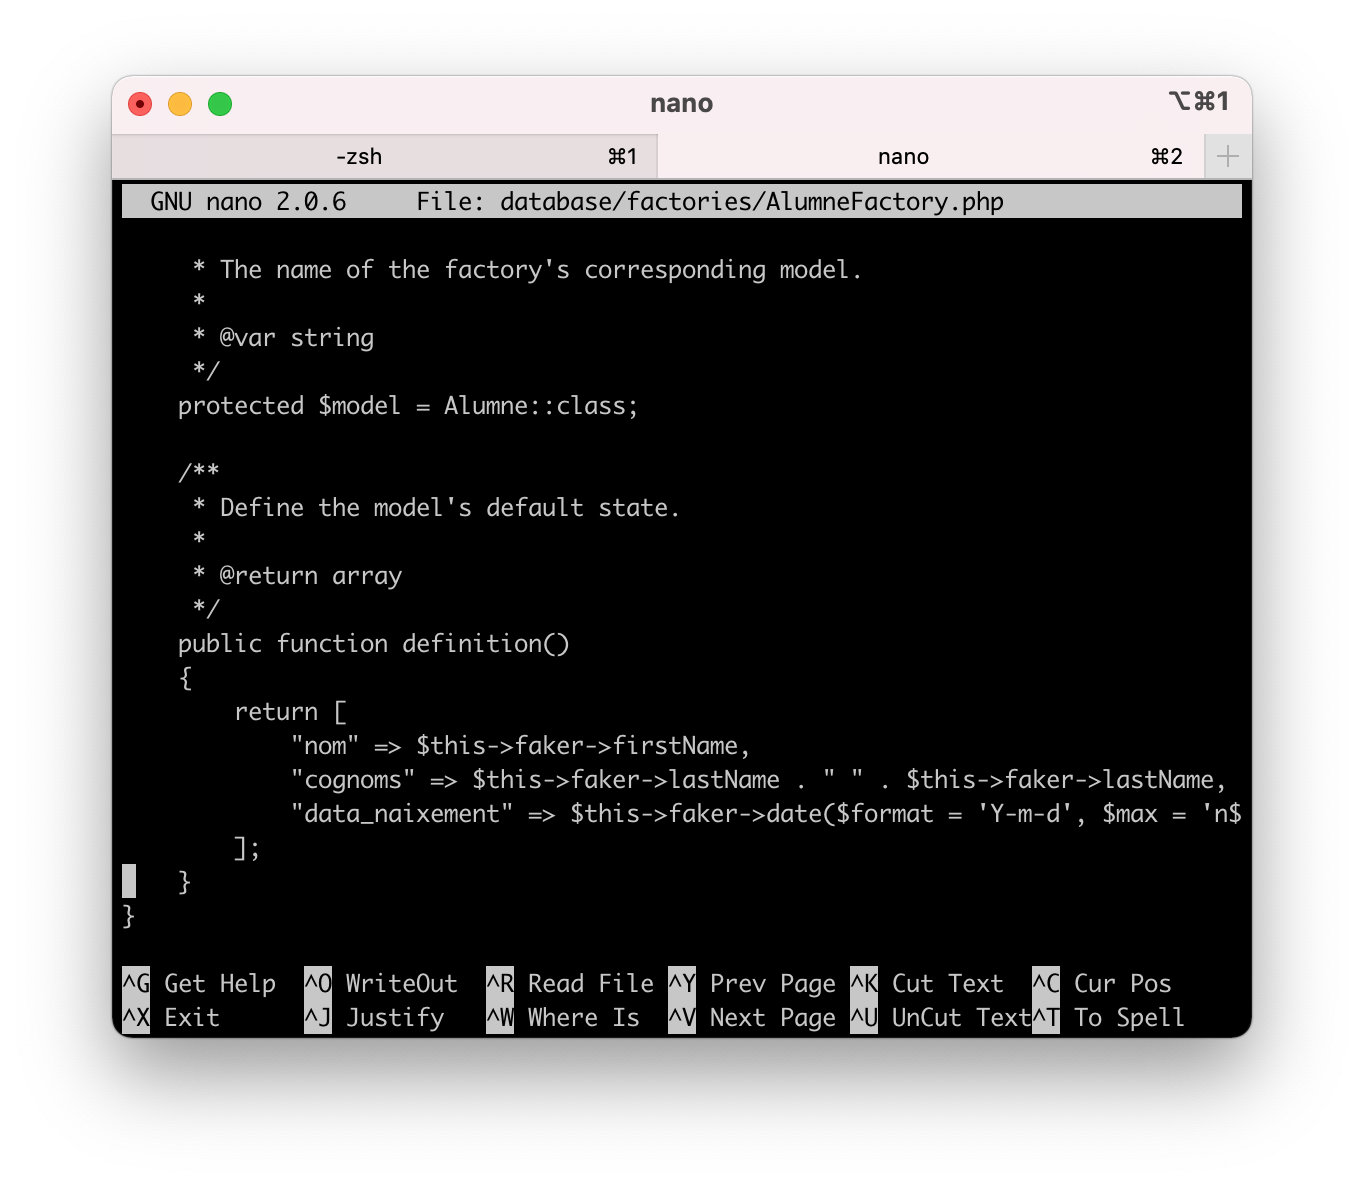 nano ⌥⌘1
-zsh ⌘1 nano ⌘2 +
GNU nano 2.0.6 File: database/factories/AlumneFactory.php
* The name of the factory's corresponding model.
*
* @var string
*/
protected $model = Alumne::class;
/**
* Define the model's default state.
*
* @return array
*/
public function definition()
{
return [
"nom" => $this->faker->firstName,
"cognoms" => $this->faker->lastName . " " . $this->faker->lastName,
"data_naixement" => $this->faker->date($format = 'Y-m-d', $max = 'n$
];
}
}
^G Get Help ^O WriteOut ^R Read File ^Y Prev Page ^K Cut Text ^C Cur Pos
^X Exit ^J Justify ^W Where Is ^V Next Page ^U UnCut Text ^T To Spell